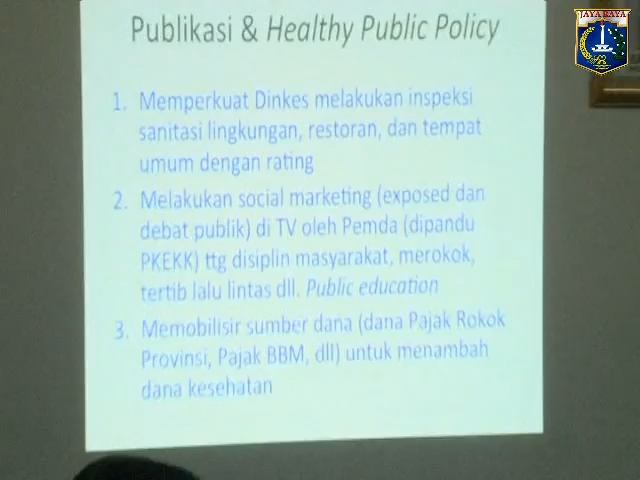 JAYA RAYA
Publikasi & Healthy Public Policy
1. Memperkuat Dinkes melakukan inspeksi
sanitasi lingkungan, restoran, dan tempat
umum dengan rating
2. Melakukan social marketing (exposed dan
debat publik) di TV oleh Pemda (dipandu
PKEKK) ttg disiplin masyarakat, merokok,
tertib lalu lintas dll. Public education
3. Memobilisir sumber dana (dana Pajak Rokok
Provinsi, Pajak BBM, dll) untuk menambah
dana kesehatan